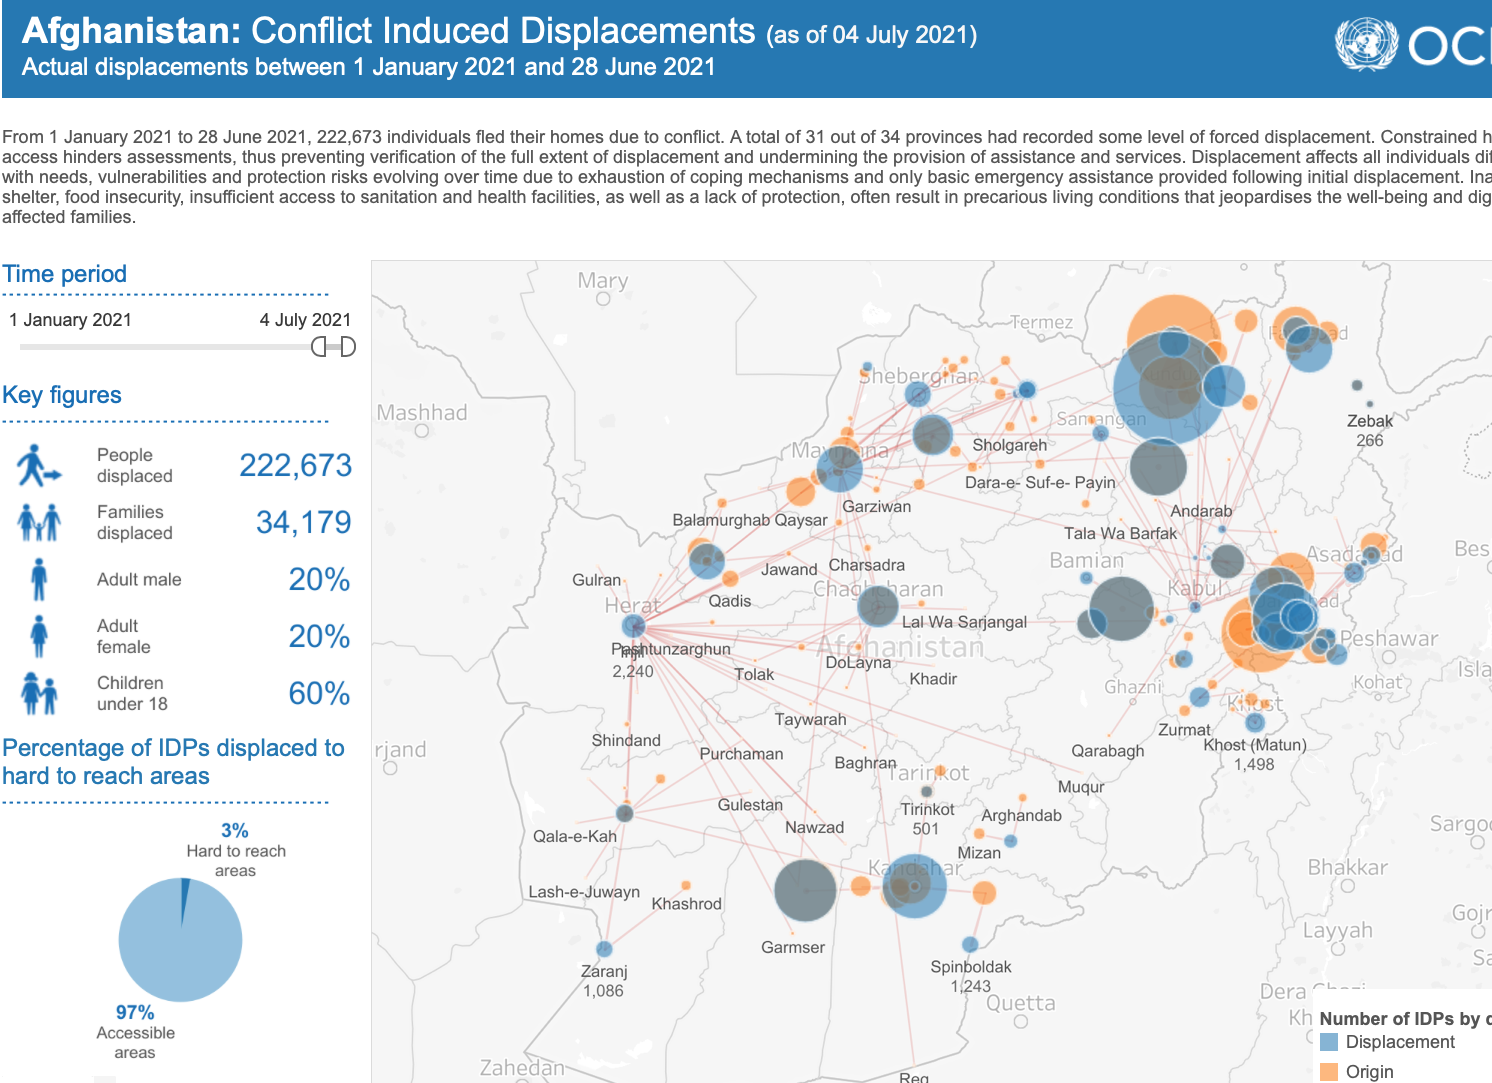 Afghanistan: Conflict Induced Displacements (as of 04 July 2021)
Actual displacements between 1 January 2021 and 28 June 2021
OC
From 1 January 2021 to 28 June 2021, 222,673 individuals fled their homes due to conflict. A total of 31 out of 34 provinces had recorded some level of forced displacement. Constrained h
access hinders assessments, thus preventing verification of the full extent of displacement and undermining the provision of assistance and services. Displacement affects all individuals dif
with needs, vulnerabilities and protection risks evolving over time due to exhaustion of coping mechanisms and only basic emergency assistance provided following initial displacement. Ina
shelter, food insecurity, insufficient access to sanitation and health facilities, as well as a lack of protection, often result in precarious living conditions that jeopardises the well-being and dig
affected families.
Time period
1 January 2021
4 July 2021
Key figures
People
displaced
222,673
Families
displaced
34,179
Adult male
20%
Adult
female
20%
Children
under 18
60%
Percentage of IDPs displaced to
hard to reach areas
3%
Hard to reach
areas
97%
Accessible
areas
Mary
Termez
Sheberghan
Mashhad
Samangan
Zebak
266
Sholgareh
Dara-e- Suf-e- Payin
Garziwan
Andarab
Balamurghab
Qaysar
Tala Wa Barfak
Asadabad
Bes
Bamian
Charsadra
Jawand
Gulran
Chaghcharan
Kabul
Herat
Qadis
Lal Wa Sarjangal
Peshawar
Pashtunzarghun
Injil
2,240
Afghanistan
DoLayna
Tolak
Khadir
Isla
Kohat
Ghazni
Khost
Taywarah
Zurmat
Shindand
Khost (Matun)
1,498
Qarabagh
Purchaman
rjand
Baghran
Tarinkot
Muqur
Gulestan
Tirinkot
501
Arghandab
Nawzad
Sargo
Qala-e-Kah
Mizan
Kandahar
Bhakkar
Lash-e-Juwayn
Khashrod
Gojr
Garmser
Layyah
Sa
Zaranj
1,086
Spinboldak
1,243
Quetta
Dera Ghazi
Kh
Zahedan
Reg
Number of IDPs by d
Displacement
Origin